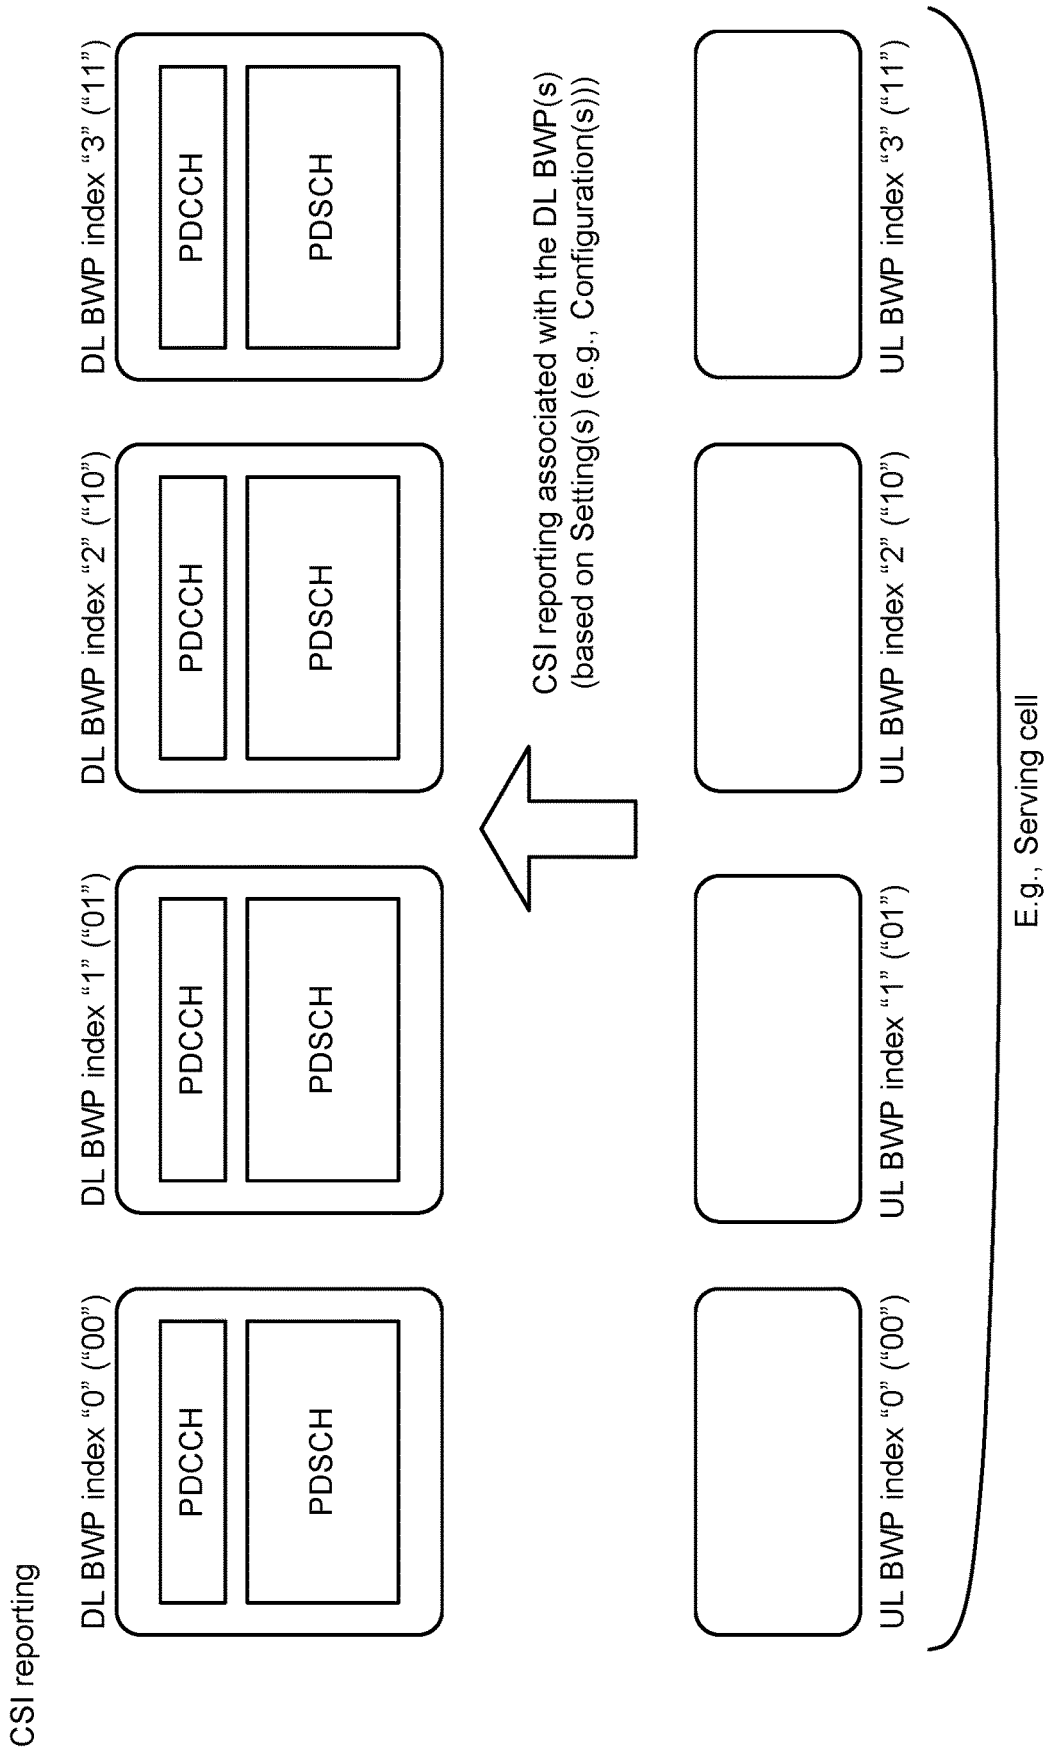 CSI reporting
DL BWP index “0” (“00”)
DL BWP index “1” (“01”)
DL BWP index “2” (“10”)
DL BWP index “3” (“11”)
PDCCH
PDCCH
PDCCH
PDCCH
PDSCH
PDSCH
PDSCH
PDSCH
CSI reporting associated with the DL BWP(s)
(based on Setting(s) (e.g., Configuration(s)))
UL BWP index “0” (“00”)
UL BWP index “1” (“01”)
UL BWP index “2” (“10”)
UL BWP index “3” (“11”)
E.g., Serving cell